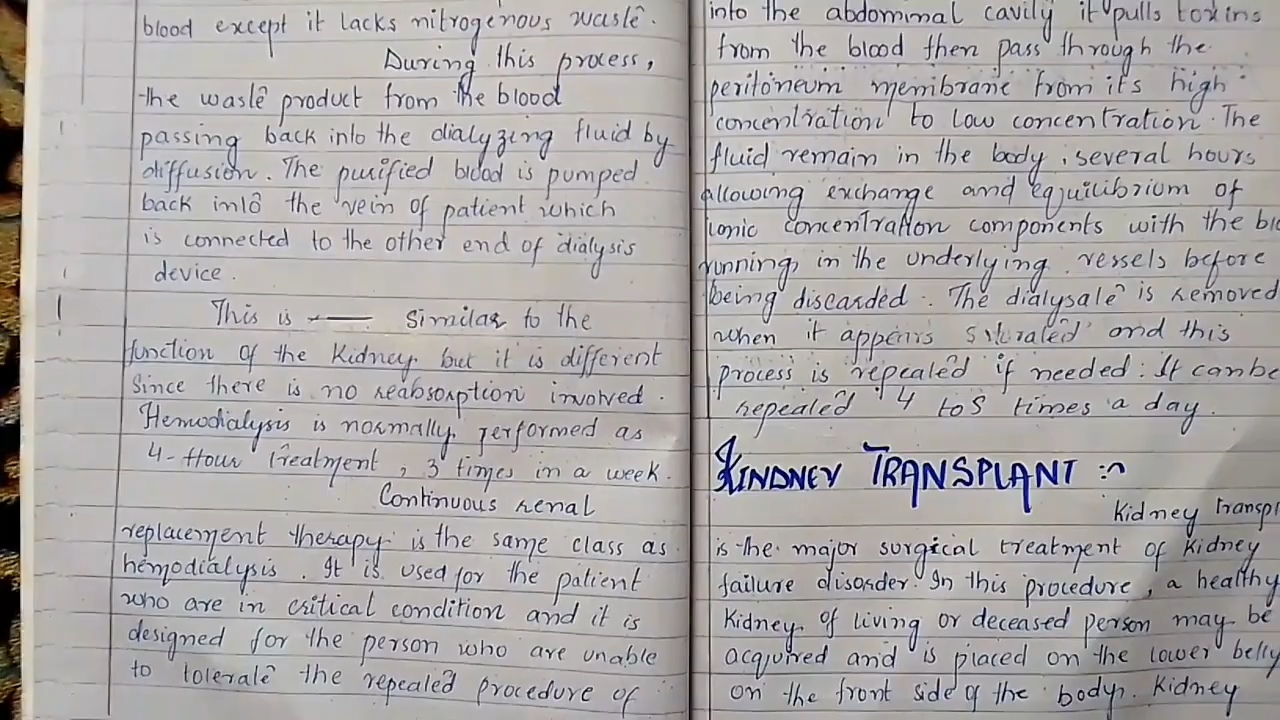 blood except it lacks nitrogenous waste.
During this process,
the waste product from the blood
passing back into the dialyzing fluid by
diffusion. The purified blood is pumped
back into the vein of patient which
is connected to the other end of dialysis
device.
This is similar to the
function of the kidney but it is different
since there is no reabsorption involved.
Hemodialysis is normally performed as
4-Hour treatment, 3 times in a week.
Continuous renal
replacement therapy is the same class as
hemodialysis. It is used for the patient
who are in critical condition and it is
designed for the person who are unable
to tolerate the repeated procedure of
into the abdominal cavity it pulls toxins
from the blood then pass through the
peritoneum membrane from its high
concentration to low concentration. The
fluid remain in the body, several hours
allowing exchange and equilibrium of
ionic concentration components with the
running in the underlying vessels before
being discarded. The dialysate is removed
when it appears and this
process is repeated if needed. It can be
repeated 4 to 5 times a day.
KINDNEY TRANSPLANT :~
Kidney transpl
is the major surgical treatment of kidney
failure disorder. In this procedure, a healthy
kidney of living or deceased person may be
acquired and is placed on the lower belly
on the front side of the body. Kidney